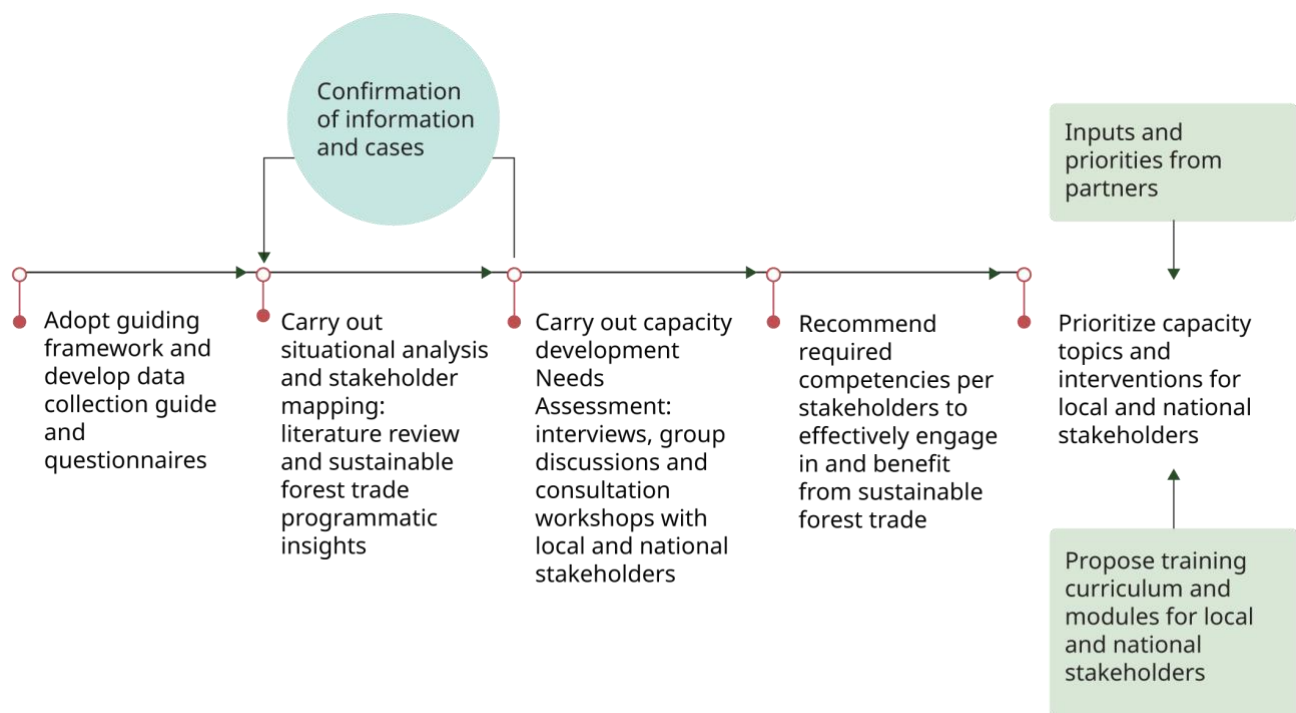 Confirmation
of information
and cases
Inputs and
priorities from
partners
Adopt guiding
framework and
develop data
collection guide
and
questionnaires
Carry out
situational analysis
and stakeholder
mapping:
literature review
and sustainable
forest trade
programmatic
insights
Carry out capacity
development
Needs
Assessment:
interviews, group
discussions and
consultation
workshops with
local and national
stakeholders
Recommend
required
competencies per
stakeholders to
effectively engage
in and benefit
from sustainable
forest trade
Prioritize capacity
topics and
interventions for
local and national
stakeholders
Propose training
curriculum and
modules for local
and national
stakeholders